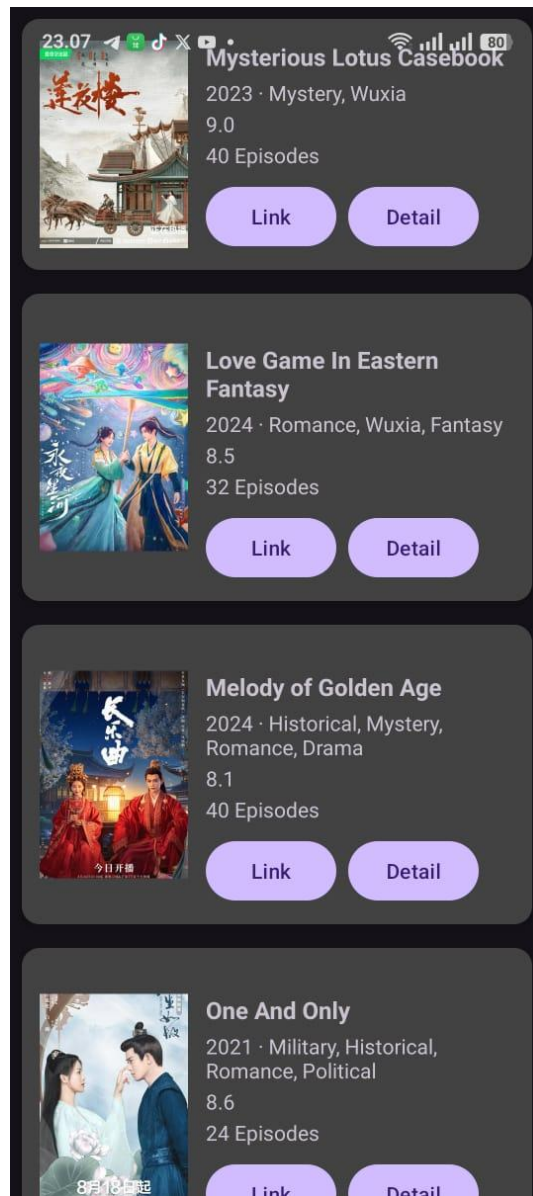 23.07
80
Mysterious Lotus Casebook
莲花楼
2023 · Mystery, Wuxia
9.0
40 Episodes
Link Detail
Love Game In Eastern
Fantasy
永夜星河
2024 · Romance, Wuxia, Fantasy
8.5
32 Episodes
Link Detail
Melody of Golden Age
长乐曲
2024 · Historical, Mystery,
Romance, Drama
8.1
40 Episodes
今日开播
Link Detail
One And Only
2021 · Military, Historical,
Romance, Political
8.6
24 Episodes
8月18日起
Link Detail